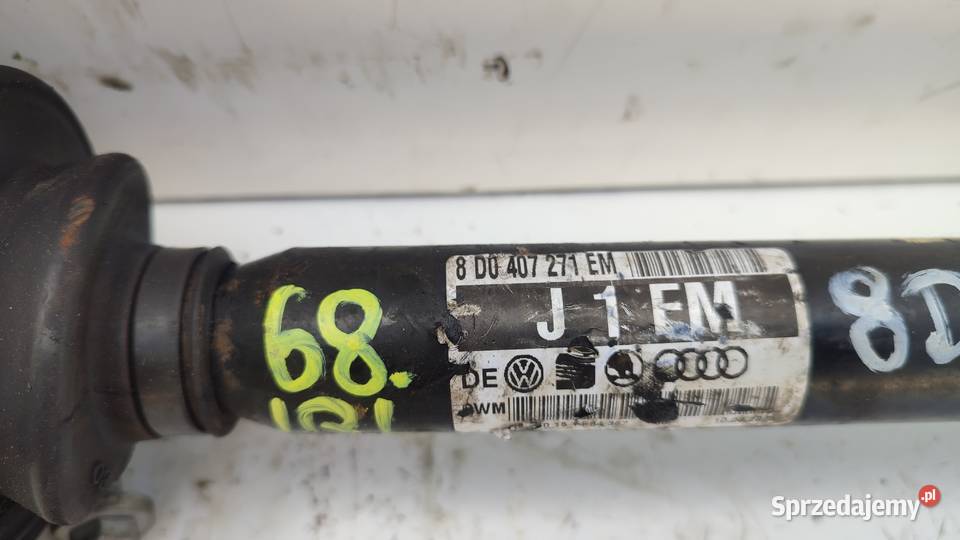 8 D0 407 271 EM
J 1 EM
DE
68.
8D
Sprzedajemy.pl